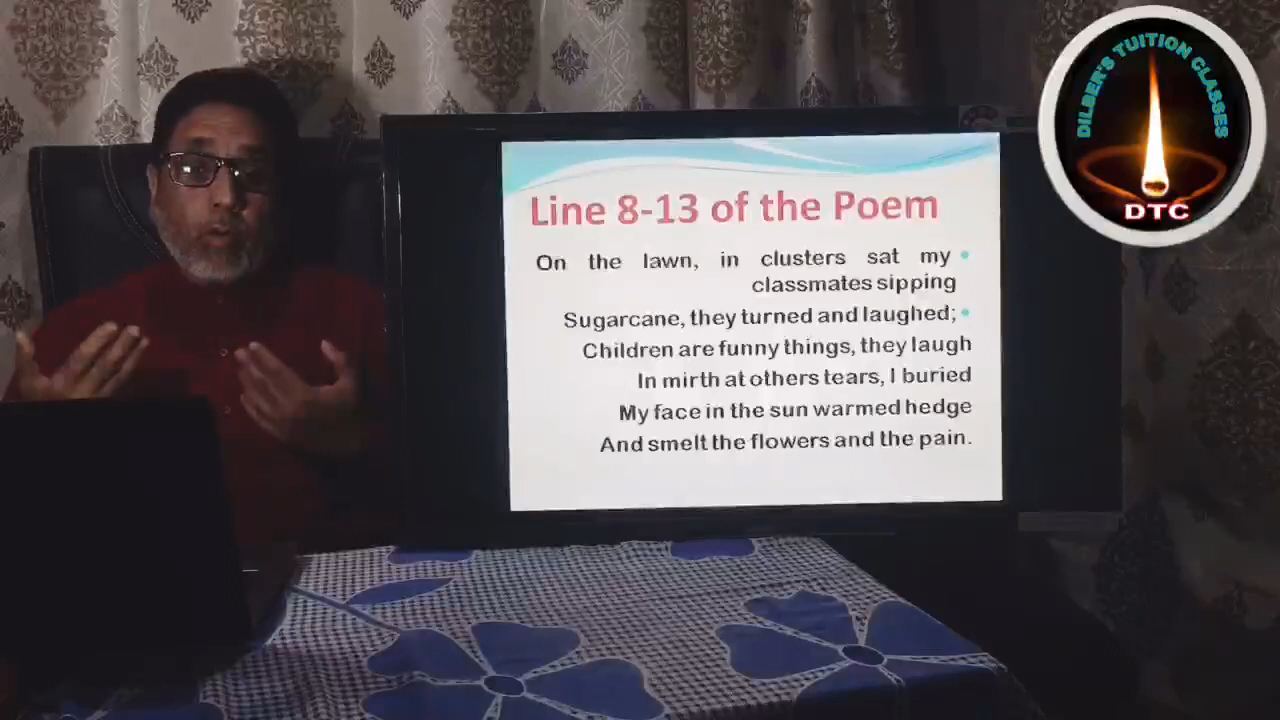 DILBER'S TUITION CLASSES
DTC
Line 8-13 of the Poem
On the lawn, in clusters sat my •
classmates sipping
Sugarcane, they turned and laughed; •
Children are funny things, they laugh
In mirth at others tears, I buried
My face in the sun warmed hedge
And smelt the flowers and the pain.